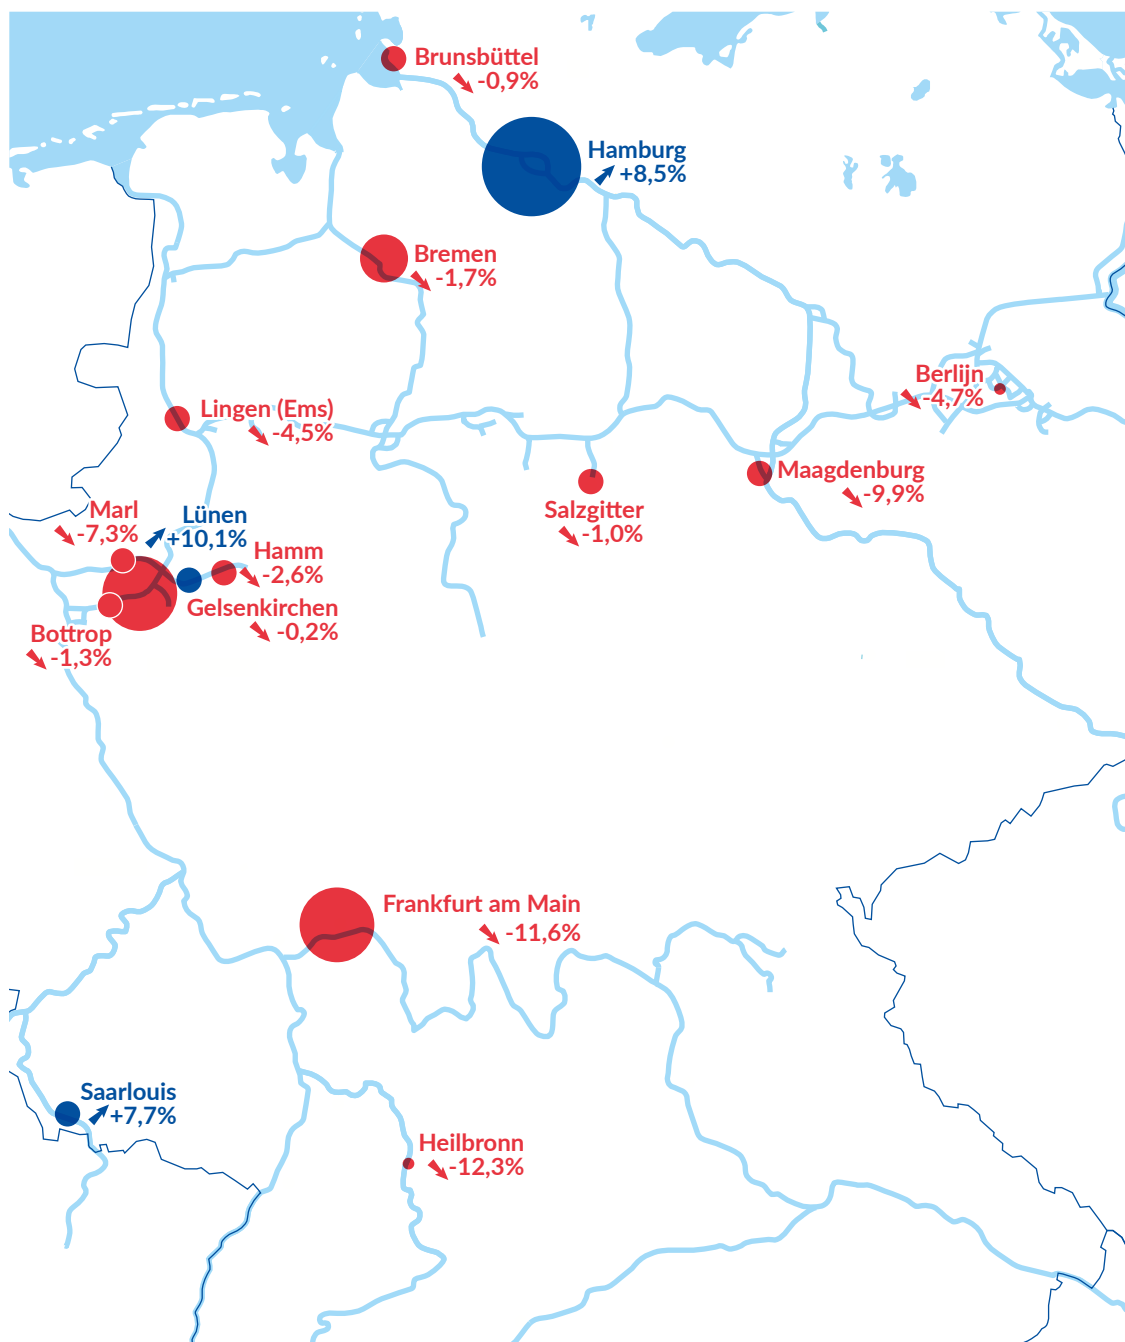 Brunsbüttel
-0,9%
Hamburg
+8,5%
Bremen
-1,7%
Berlijn
-4,7%
Lingen (Ems)
-4,5%
Maagdenburg
-9,9%
Salzgitter
-1,0%
Marl
-7,3%
Lünen
+10,1%
Hamm
-2,6%
Gelsenkirchen
-0,2%
Bottrop
-1,3%
Frankfurt am Main
-11,6%
Saarlouis
+7,7%
Heilbronn
-12,3%